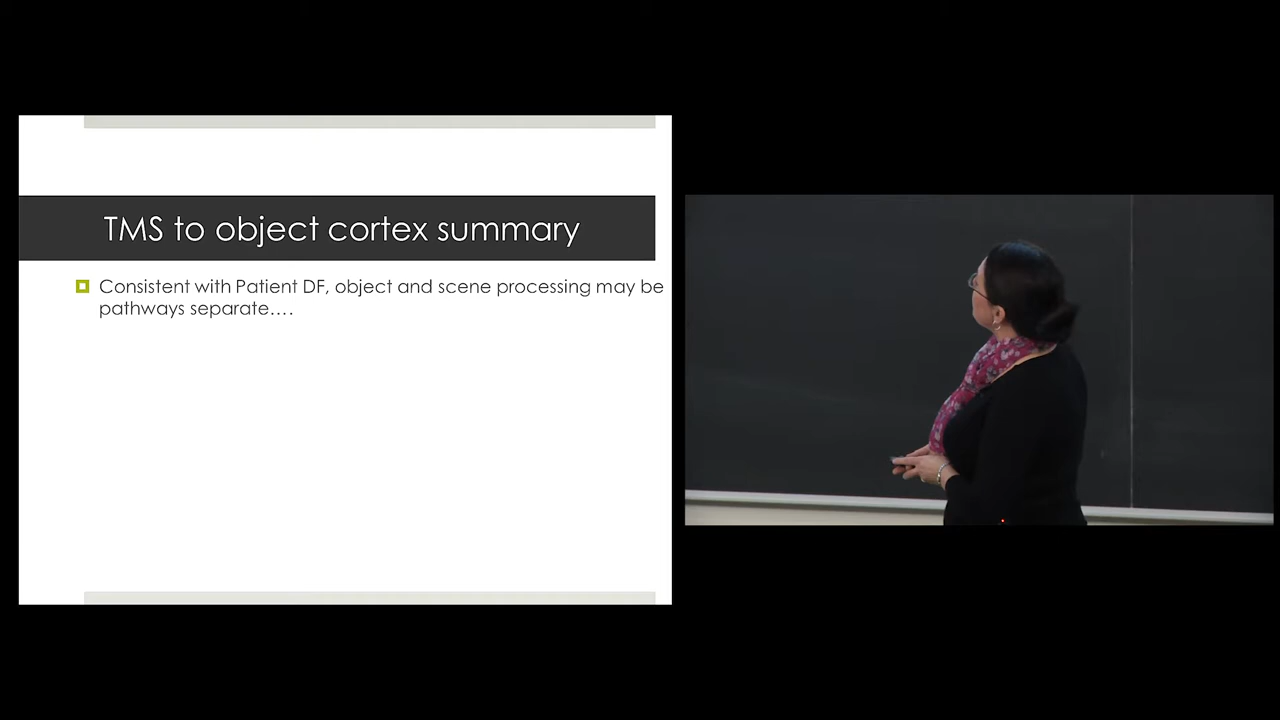 TMS to object cortex summary
Consistent with Patient DF, object and scene processing may be
pathways separate….